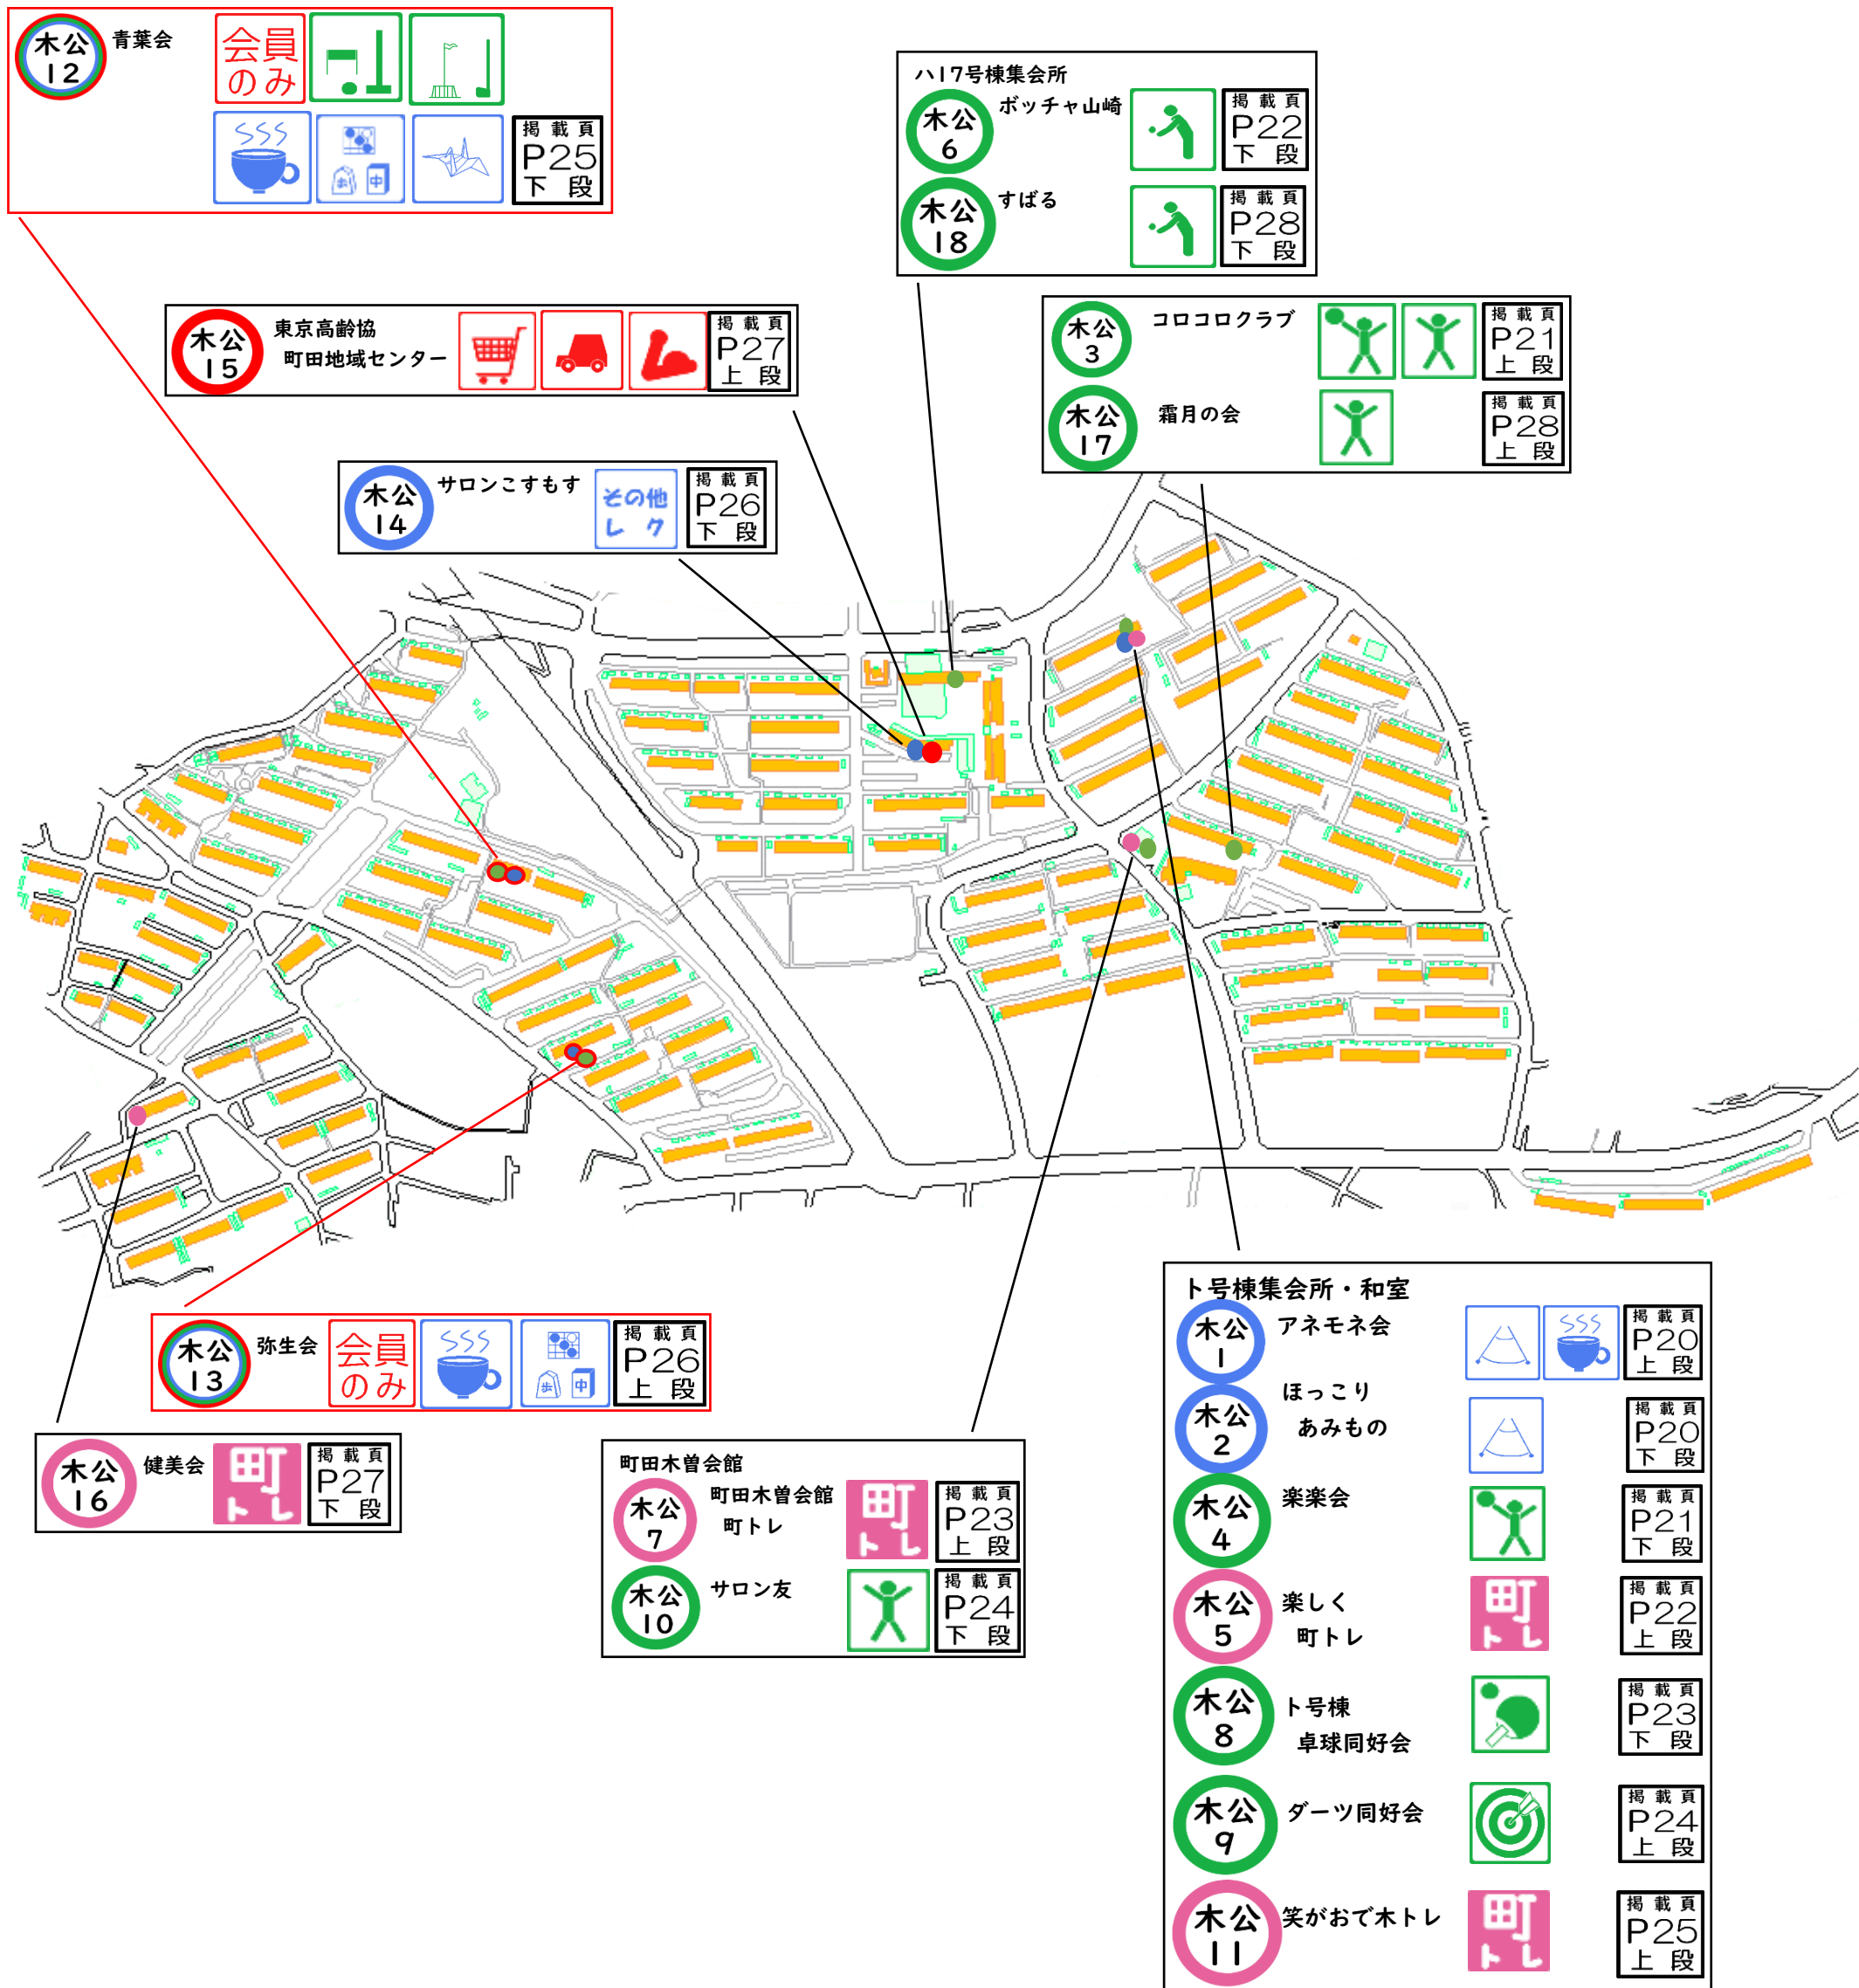 木公
12
青葉会
会員
のみ
歩 中
掲載頁
P25
下段
ハ17号棟集会所
木公
6
ボッチャ山崎
掲載頁
P22
下段
木公
18
すばる
掲載頁
P28
下段
木公
15
東京高齢協
町田地域センター
掲載頁
P27
上段
木公
3
コロコロクラブ
掲載頁
P21
上段
木公
17
霜月の会
掲載頁
P28
上段
木公
14
サロンこすもす
その他
レク
掲載頁
P26
下段
木公
13
弥生会
会員
のみ
歩 中
掲載頁
P26
上段
木公
16
健美会
町
トレ
掲載頁
P27
下段
町田木曽会館
木公
7
町田木曽会館
町トレ
町
トレ
掲載頁
P23
上段
木公
10
サロン友
掲載頁
P24
下段
ト号棟集会所・和室
木公
1
アネモネ会
掲載頁
P20
上段
木公
2
ほっこり
あみもの
掲載頁
P20
下段
木公
4
楽楽会
掲載頁
P21
下段
木公
5
楽しく
町トレ
町
トレ
掲載頁
P22
上段
木公
8
ト号棟
卓球同好会
掲載頁
P23
下段
木公
9
ダーツ同好会
掲載頁
P24
上段
木公
11
笑がおで木トレ
町
トレ
掲載頁
P25
上段